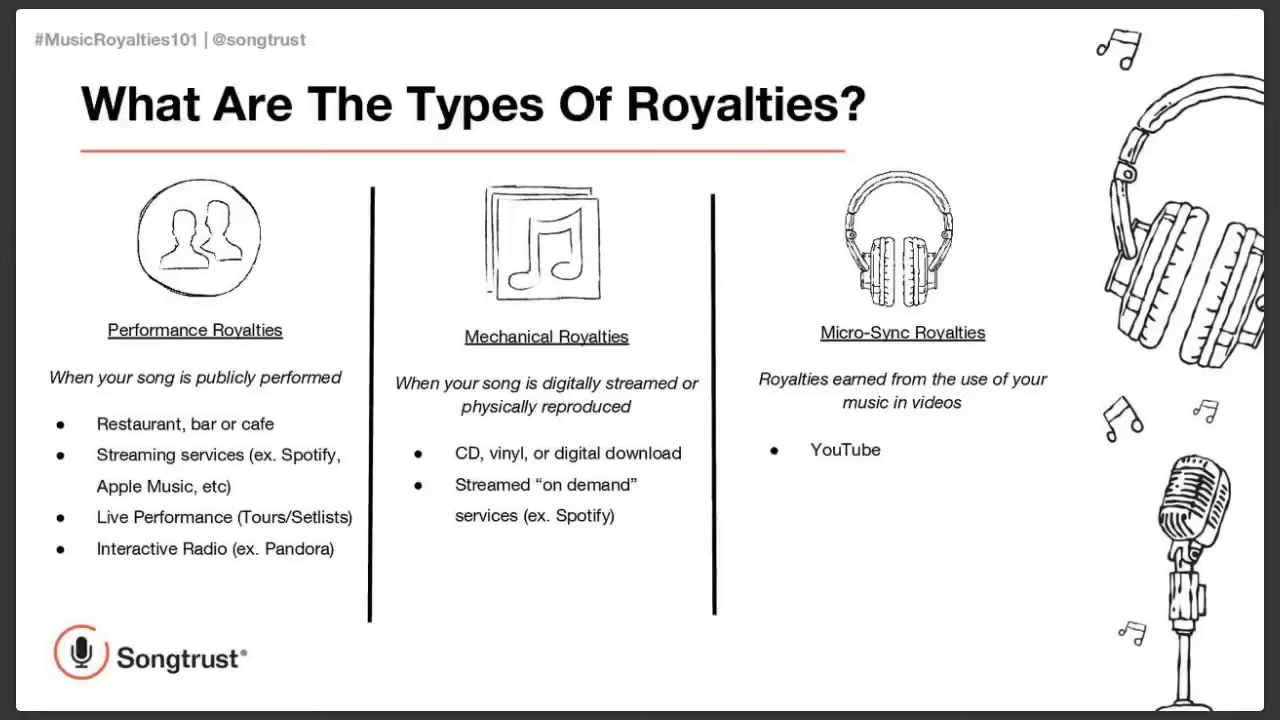 #MusicRoyalties101 | @songtrust
What Are The Types Of Royalties?
Performance Royalties
When your song is publicly performed
● Restaurant, bar or cafe
● Streaming services (ex. Spotify,
Apple Music, etc)
● Live Performance (Tours/Setlists)
● Interactive Radio (ex. Pandora)
Mechanical Royalties
When your song is digitally streamed or
physically reproduced
● CD, vinyl, or digital download
● Streamed “on demand”
services (ex. Spotify)
Micro-Sync Royalties
Royalties earned from the use of your
music in videos
● YouTube
Songtrust®